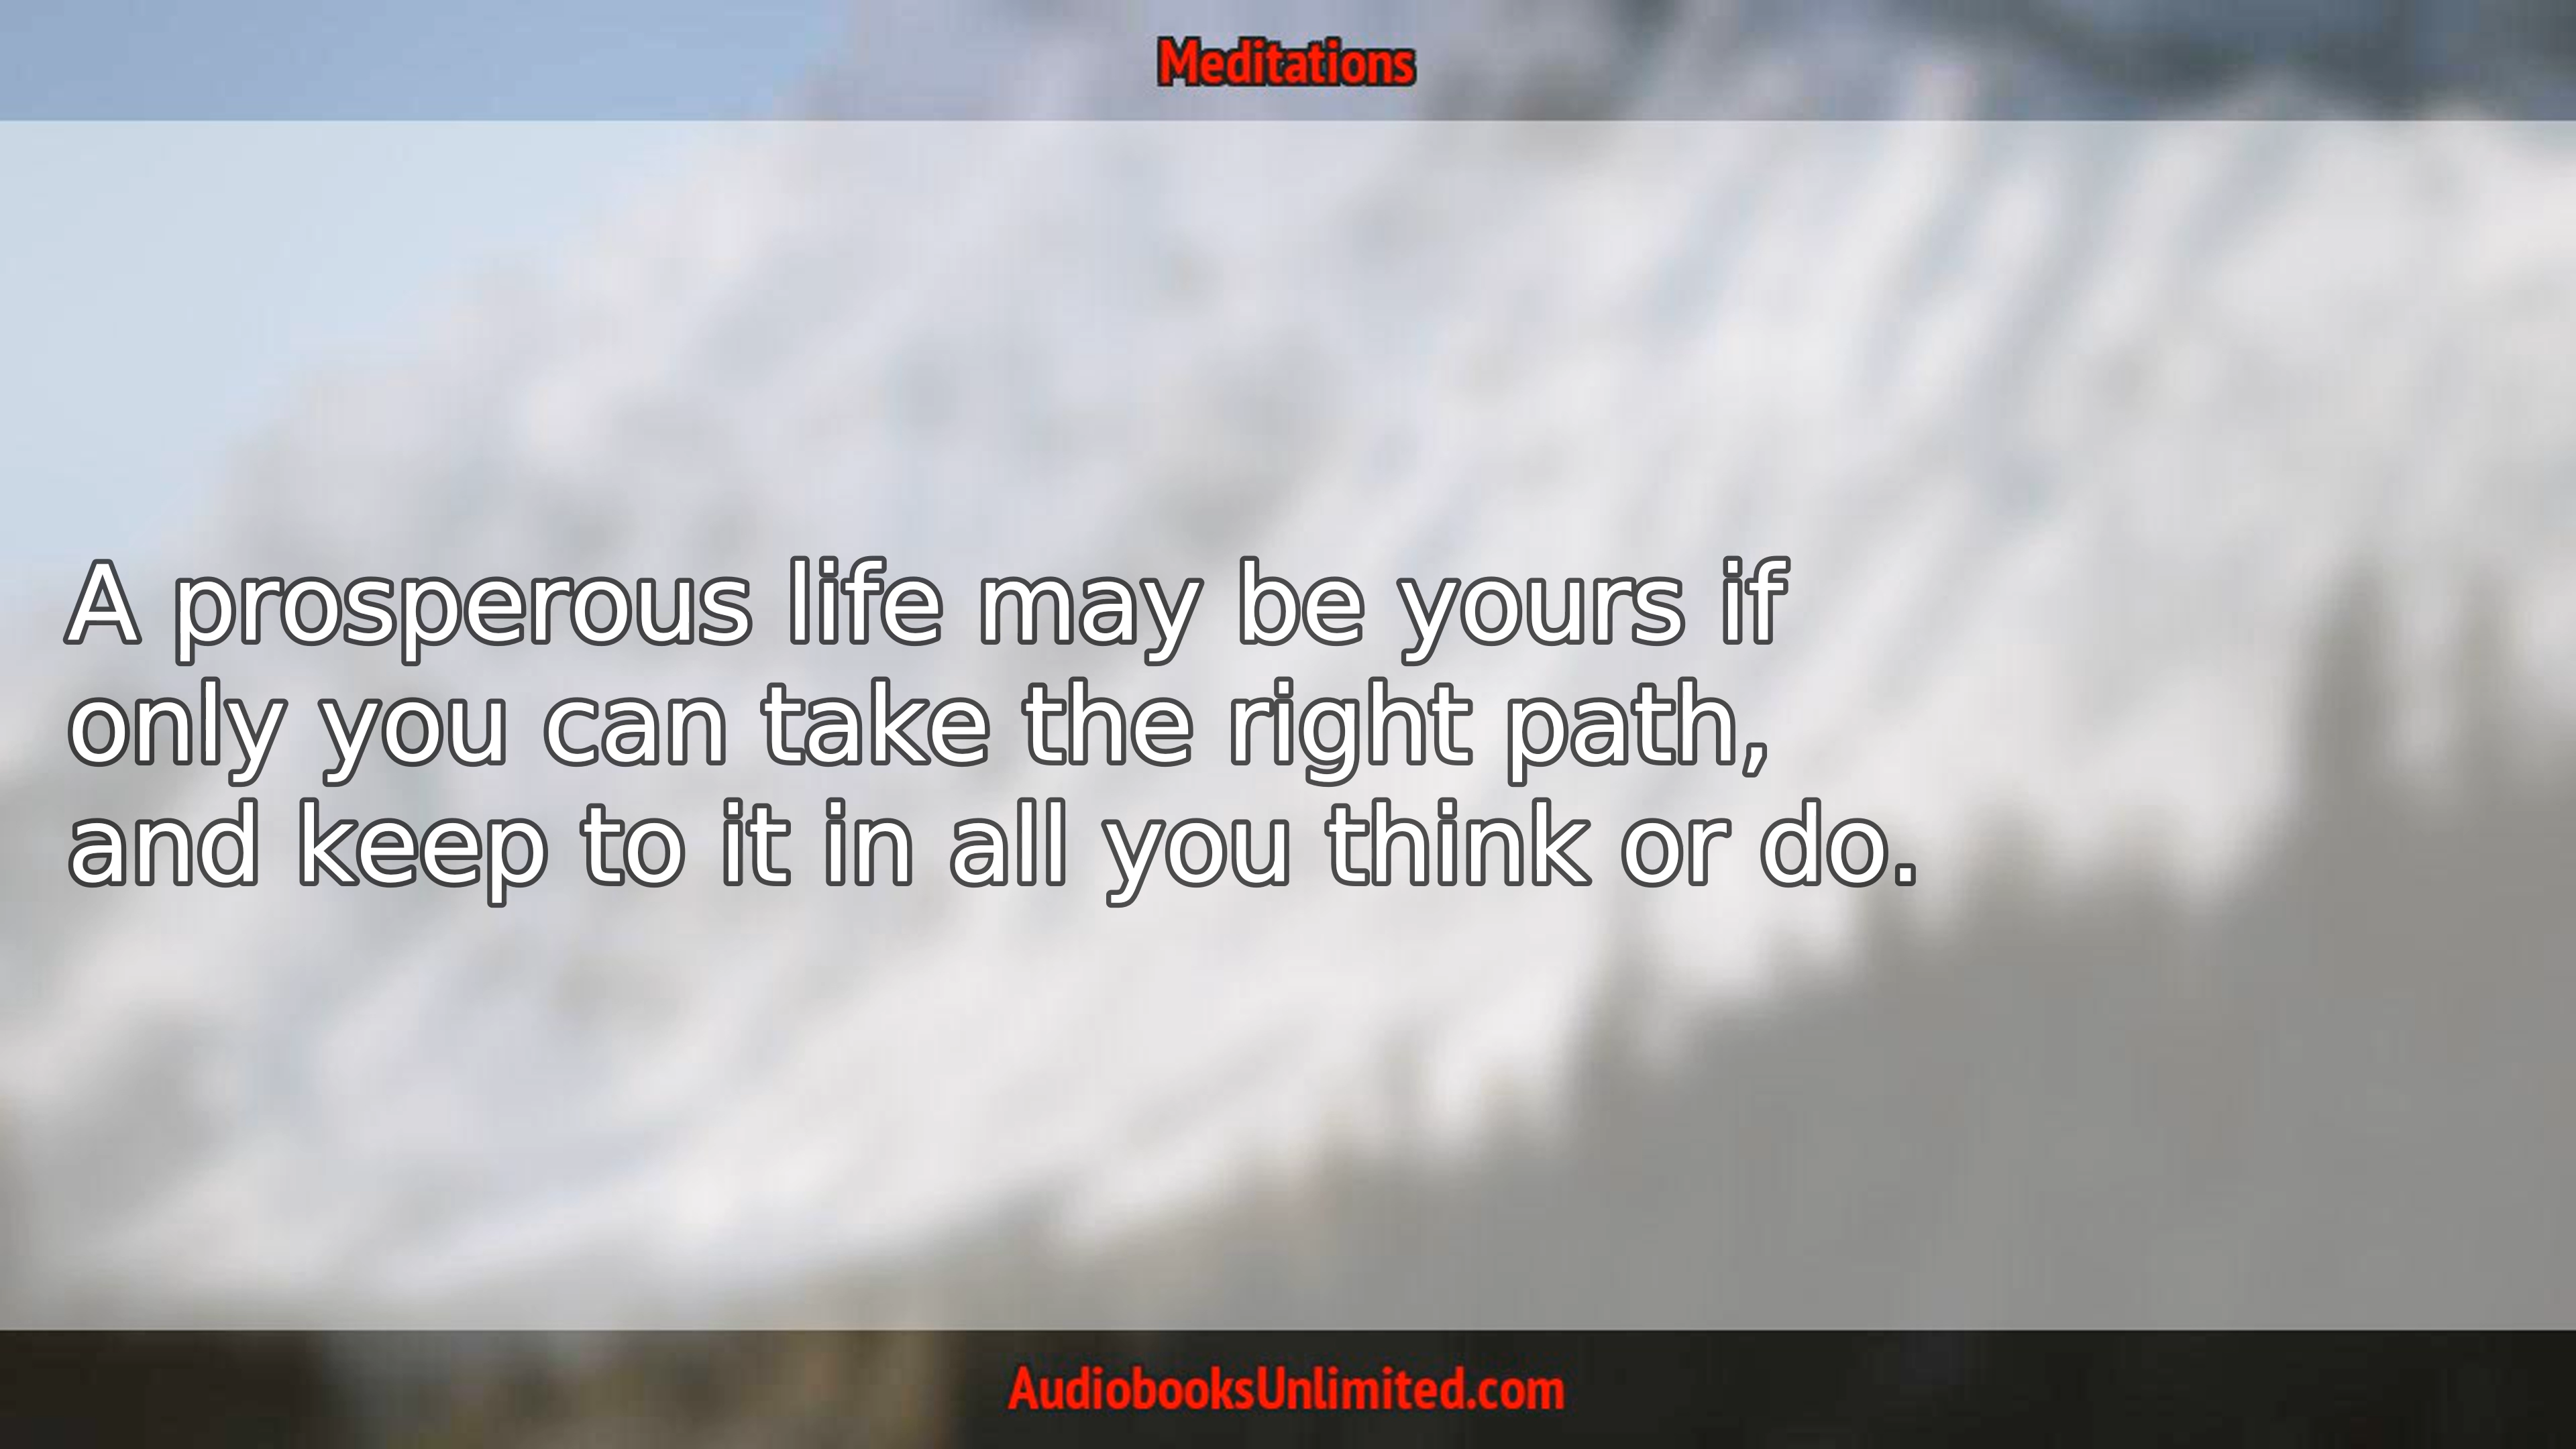 Meditations
A prosperous life may be yours if
only you can take the right path,
and keep to it in all you think or do.
AudiobooksUnlimited.com